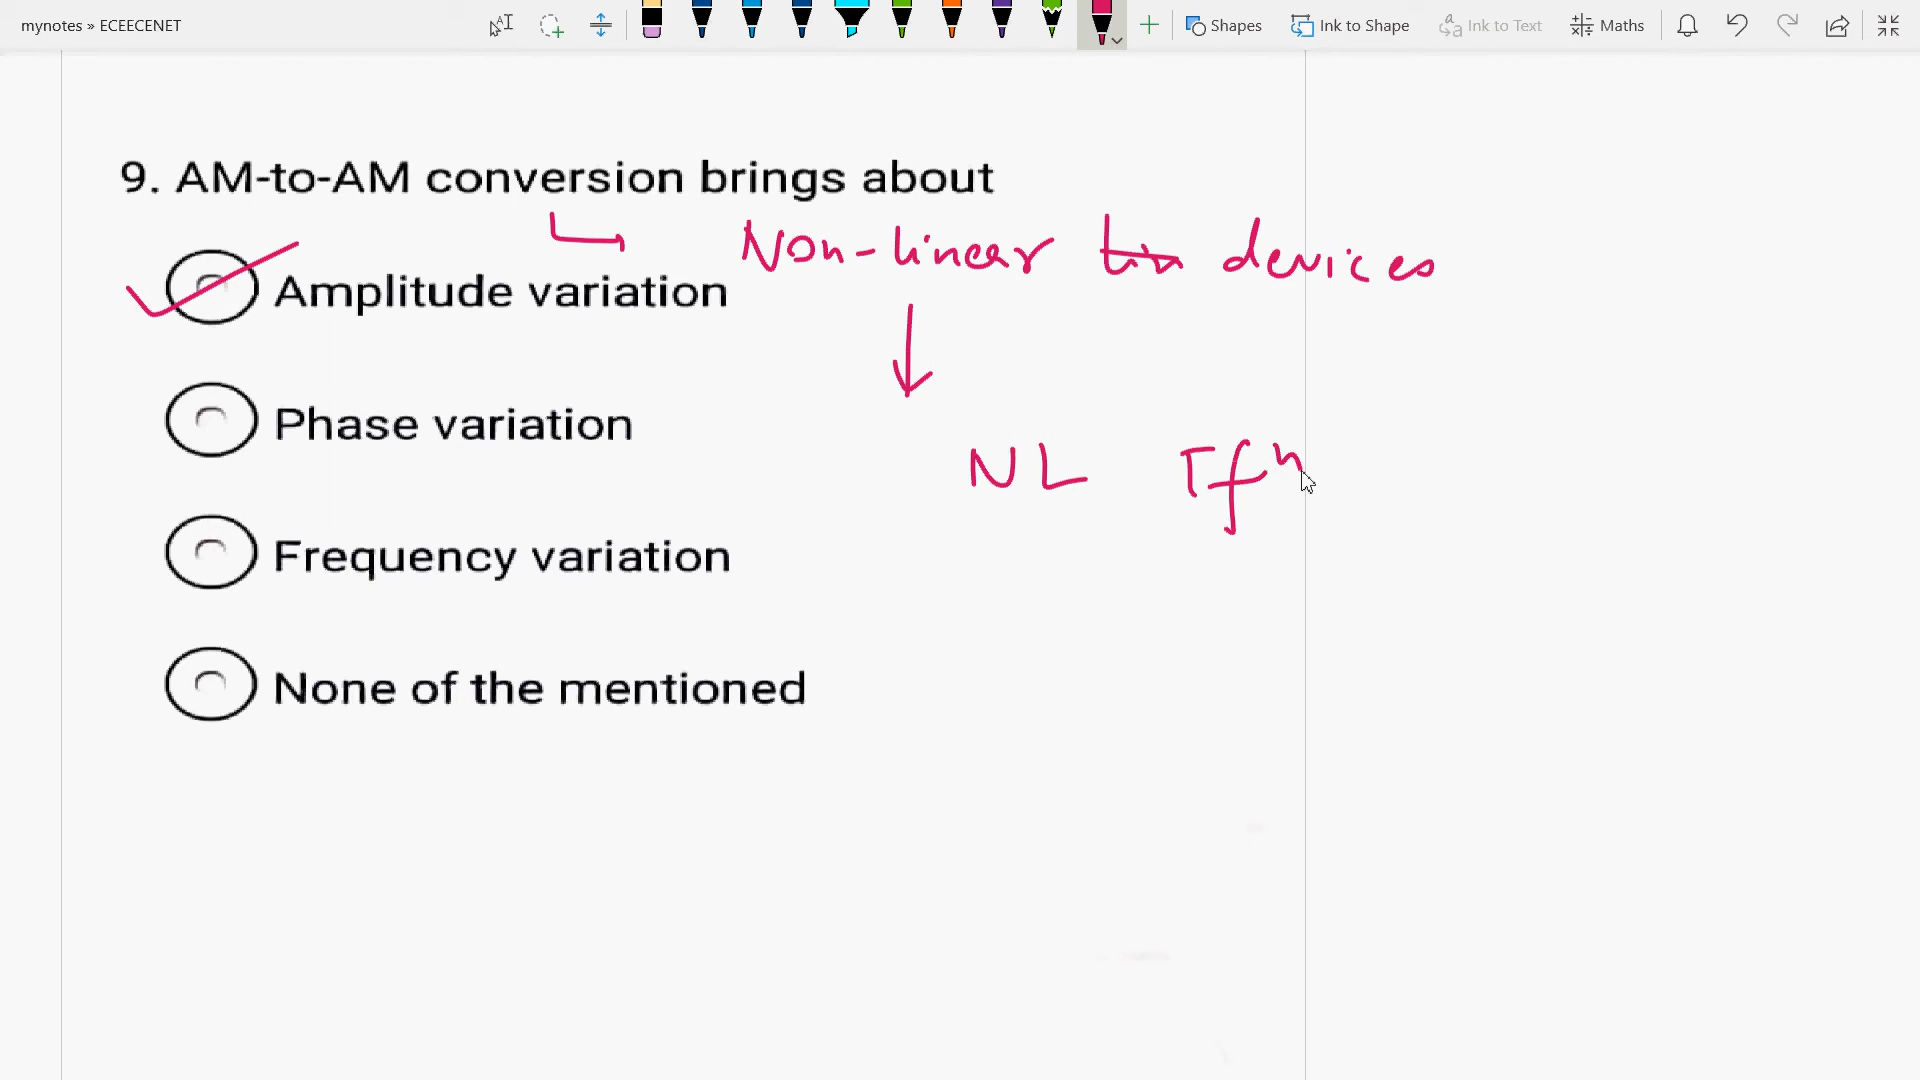 mynotes » ECEECENET
Shapes
Ink to Shape
Ink to Text
Maths
9. AM-to-AM conversion brings about
Non-linear devices
Amplitude variation
Phase variation
NL Tfⁿ
Frequency variation
None of the mentioned